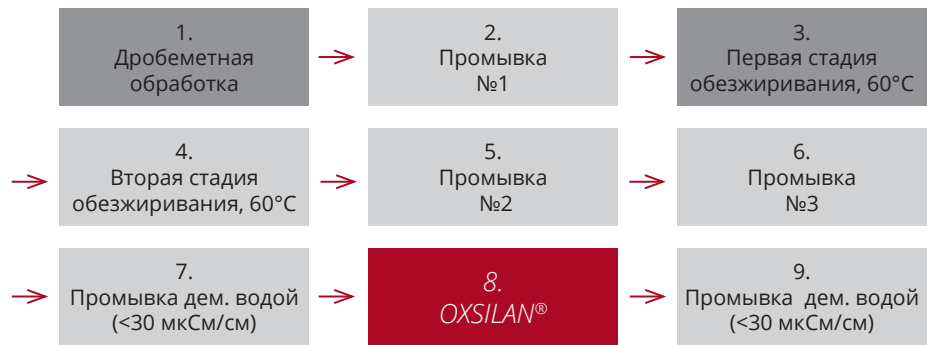 1.
Дробеметная
обработка
2.
Промывка
№1
3.
Первая стадия
обезжиривания, 60°C
4.
Вторая стадия
обезжиривания, 60°C
5.
Промывка
№2
6.
Промывка
№3
7.
Промывка дем. водой
(<30 мкСм/см)
8.
OXSILAN®
9.
Промывка дем. водой
(<30 мкСм/см)